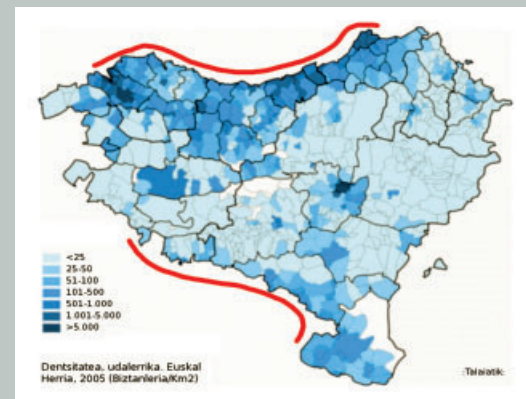 <25
25-50
51-100
101-500
501-1.000
1.001-5.000
>5.000
Dentsitatea, udalerrika. Euskal
Herria, 2005 (Biztanleria/Km2)
:Talaiatik: